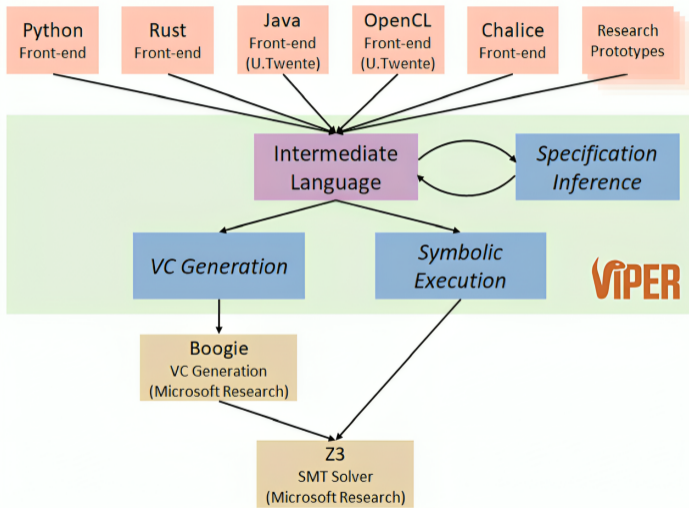 Python
Front-end
Rust
Front-end
Java
Front-end
(U.Twente)
OpenCL
Front-end
(U.Twente)
Chalice
Front-end
Research
Prototypes
Intermediate
Language
Specification
Inference
VC Generation
Symbolic
Execution
VIPER
Boogie
VC Generation
(Microsoft Research)
Z3
SMT Solver
(Microsoft Research)